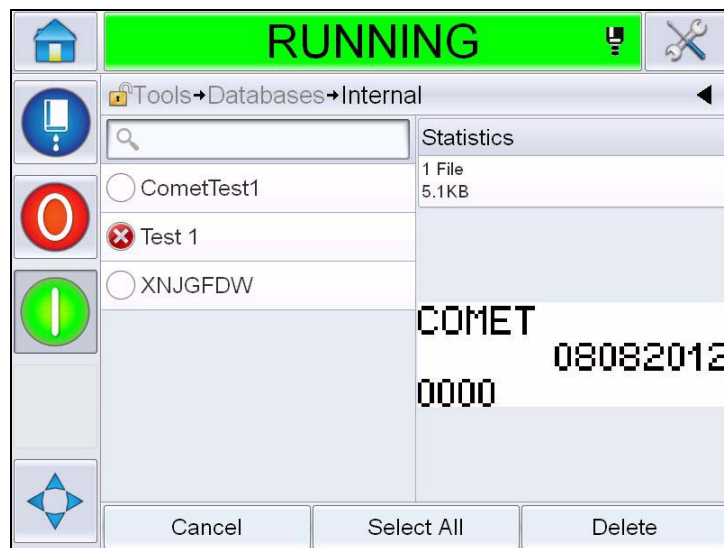 RUNNING
Tools→Databases→Internal
Statistics
1 File
5.1KB
CometTest1
Test 1
XNJGFDW
COMET
08082012
0000
Cancel Select All Delete